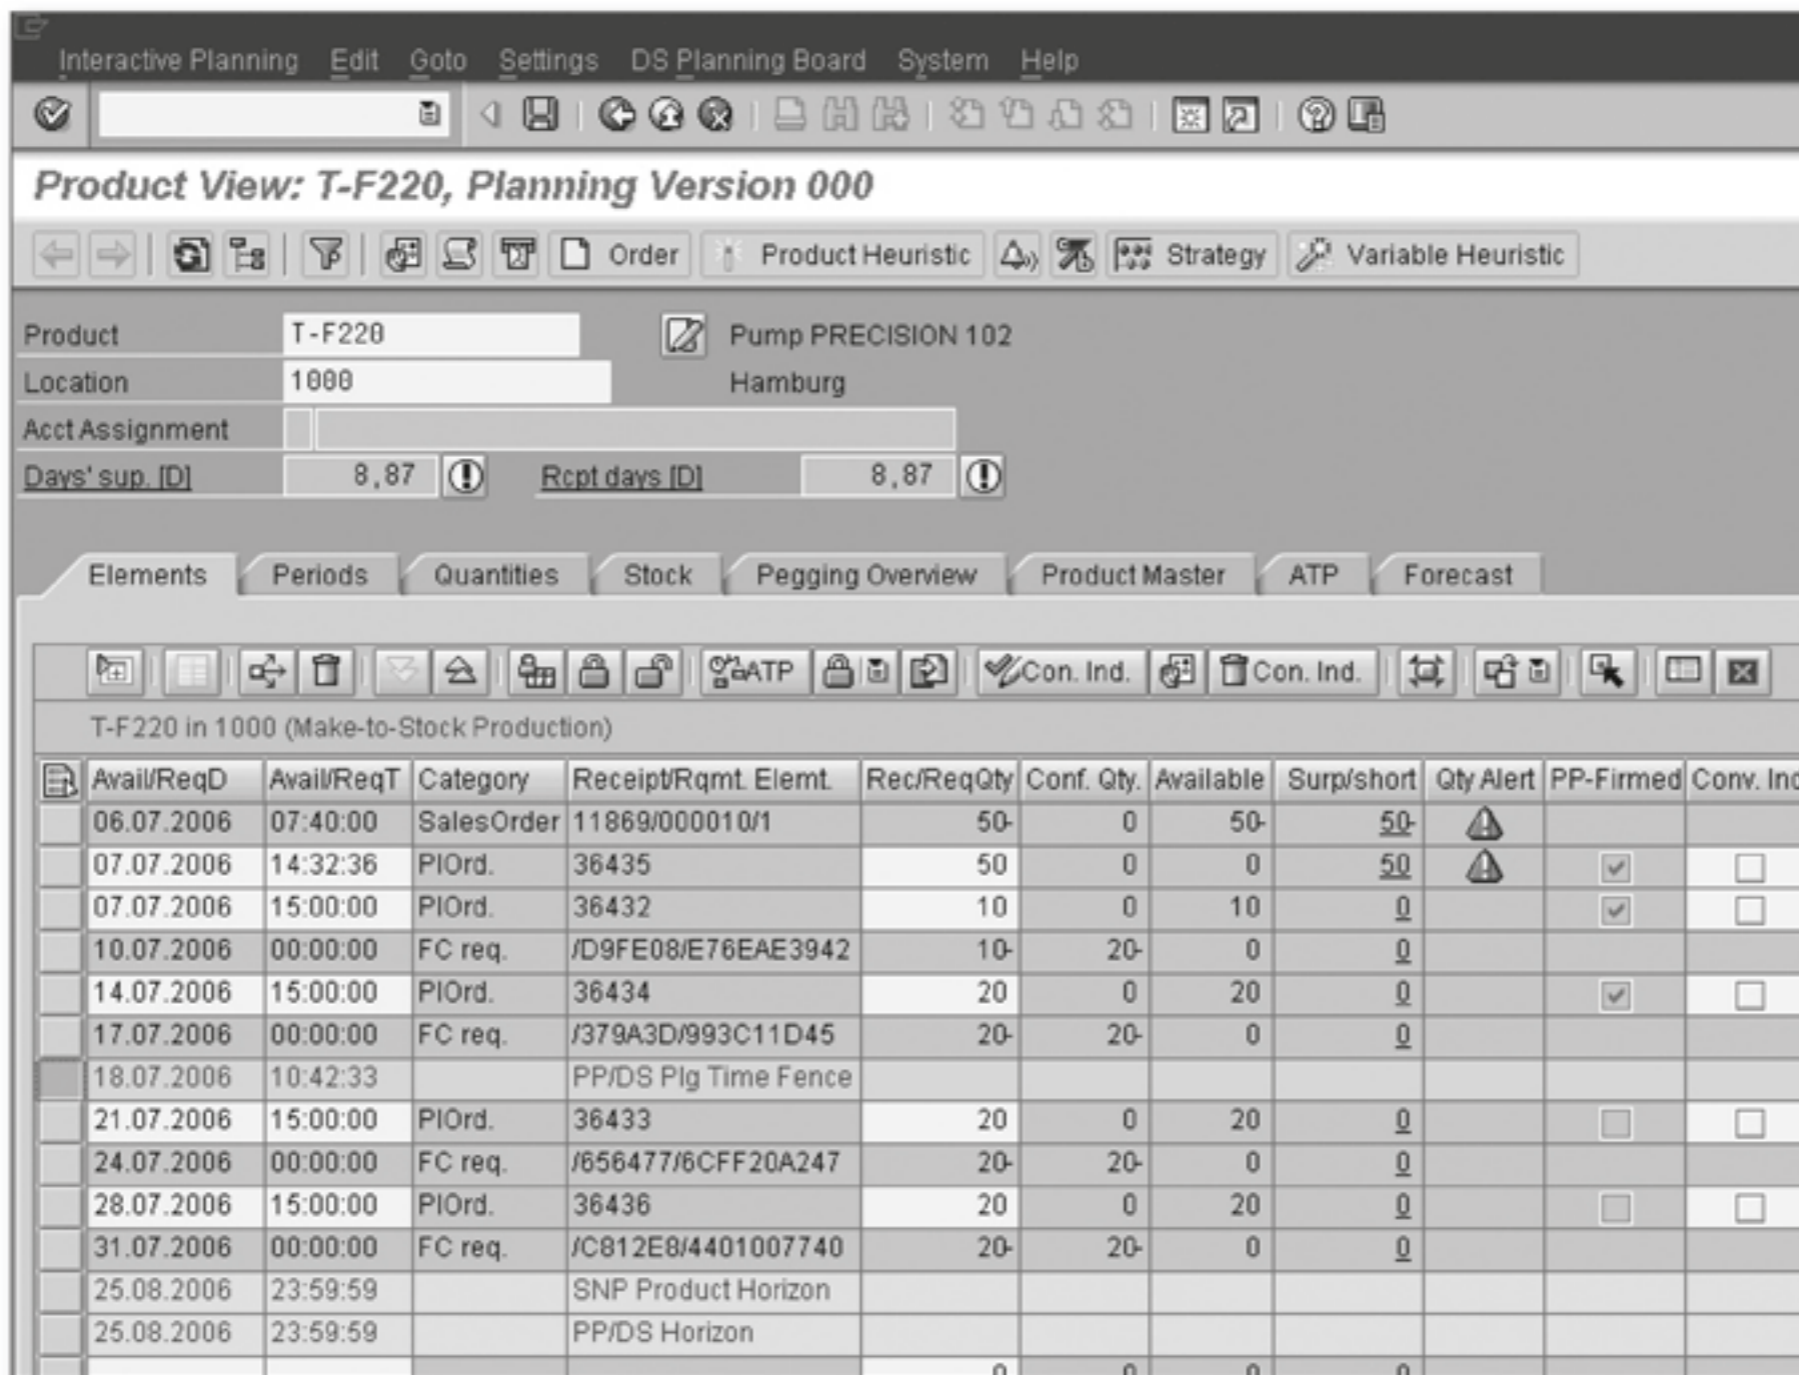 Interactive Planning Edit Goto Settings DS Planning Board System Help
Product View: T-F220, Planning Version 000
Order Product Heuristic Strategy Variable Heuristic
Product T-F220 Pump PRECISION 102
Location 1000 Hamburg
Acct Assignment
Days' sup. [D] 8,87 Rcpt days [D] 8,87
Elements Periods Quantities Stock Pegging Overview Product Master ATP Forecast
ATP Con. Ind. Con. Ind.
T-F220 in 1000 (Make-to-Stock Production)
Avail/ReqD Avail/ReqT Category Receipt/Rqmt. Elemt. Rec/ReqQty Conf. Qty. Available Surp/short Qty Alert PP-Firmed Conv. Inc
06.07.2006 07:40:00 SalesOrder 11869/000010/1 50- 0 50- 50-
07.07.2006 14:32:36 PlOrd. 36435 50 0 0 50
07.07.2006 15:00:00 PlOrd. 36432 10 0 10 0
10.07.2006 00:00:00 FC req. /D9FE08/E76EAE3942 10- 20- 0 0
14.07.2006 15:00:00 PlOrd. 36434 20 0 20 0
17.07.2006 00:00:00 FC req. /379A3D/993C11D45 20- 20- 0 0
18.07.2006 10:42:33 PP/DS Plg Time Fence
21.07.2006 15:00:00 PlOrd. 36433 20 0 20 0
24.07.2006 00:00:00 FC req. /656477/6CFF20A247 20- 20- 0 0
28.07.2006 15:00:00 PlOrd. 36436 20 0 20 0
31.07.2006 00:00:00 FC req. /C812E8/4401007740 20- 20- 0 0
25.08.2006 23:59:59 SNP Product Horizon
25.08.2006 23:59:59 PP/DS Horizon
0 0 0 0